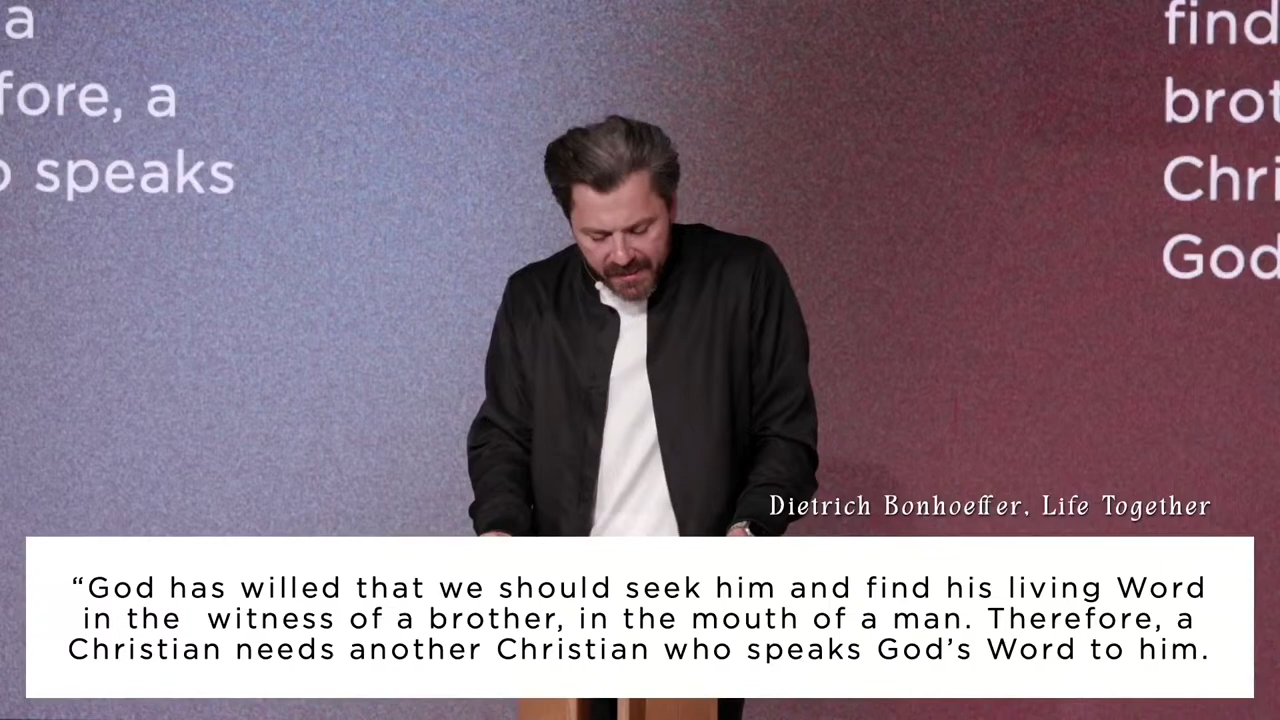 a
fore, a
speaks
find
brot
Chri
God
Dietrich Bonhoeffer, Life Together
“God has willed that we should seek him and find his living Word
in the witness of a brother, in the mouth of a man. Therefore, a
Christian needs another Christian who speaks God’s Word to him.